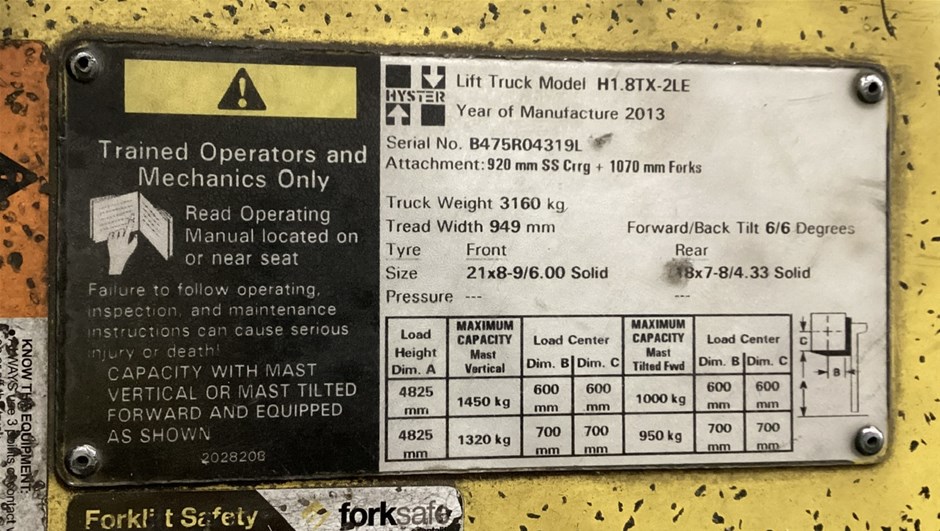 Trained Operators and
Mechanics Only
Read Operating
Manual located on
or near seat
Failure to follow operating,
inspection, and maintenance
instructions can cause serious
injury or death!
CAPACITY WITH MAST
VERTICAL OR MAST TILTED
FORWARD AND EQUIPPED
AS SHOWN
2028208
HYSTER
Lift Truck Model H1.8TX-2LE
Year of Manufacture 2013
Serial No. B475R04319L
Attachment: 920 mm SS Crrg + 1070 mm Forks
Truck Weight 3160 kg
Tread Width 949 mm Forward/Back Tilt 6/6 Degrees
Tyre Front Rear
Size 21x8-9/6.00 Solid 18x7-8/4.33 Solid
Pressure --- ---
Load Height Dim. A MAXIMUM CAPACITY Mast Vertical Load Center Dim. B Dim. C MAXIMUM CAPACITY Mast Tilted Fwd Load Center Dim. B Dim. C
4825 mm 1450 kg 600 mm 600 mm 1000 kg 600 mm 600 mm
4825 mm 1320 kg 700 mm 700 mm 950 kg 700 mm 700 mm
C
B
A
KNOW THE EQUIPMENT:
Contact
Forklift Safety
forksafe